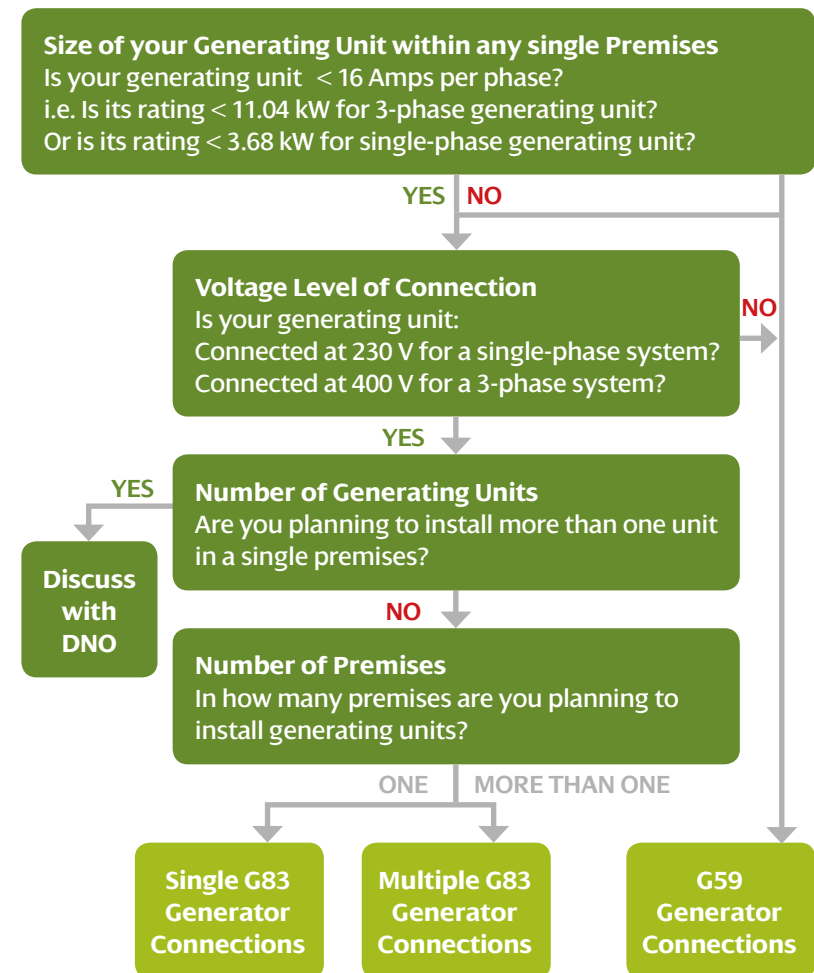 Size of your Generating Unit within any single Premises
Is your generating unit < 16 Amps per phase?
i.e. Is its rating < 11.04 kW for 3-phase generating unit?
Or is its rating < 3.68 kW for single-phase generating unit?
YES NO
Voltage Level of Connection
Is your generating unit:
Connected at 230 V for a single-phase system?
Connected at 400 V for a 3-phase system?
NO
YES
YES
Number of Generating Units
Are you planning to install more than one unit
in a single premises?
Discuss
with
DNO
NO
Number of Premises
In how many premises are you planning to
install generating units?
ONE MORE THAN ONE
Single G83
Generator
Connections
Multiple G83
Generator
Connections
G59
Generator
Connections